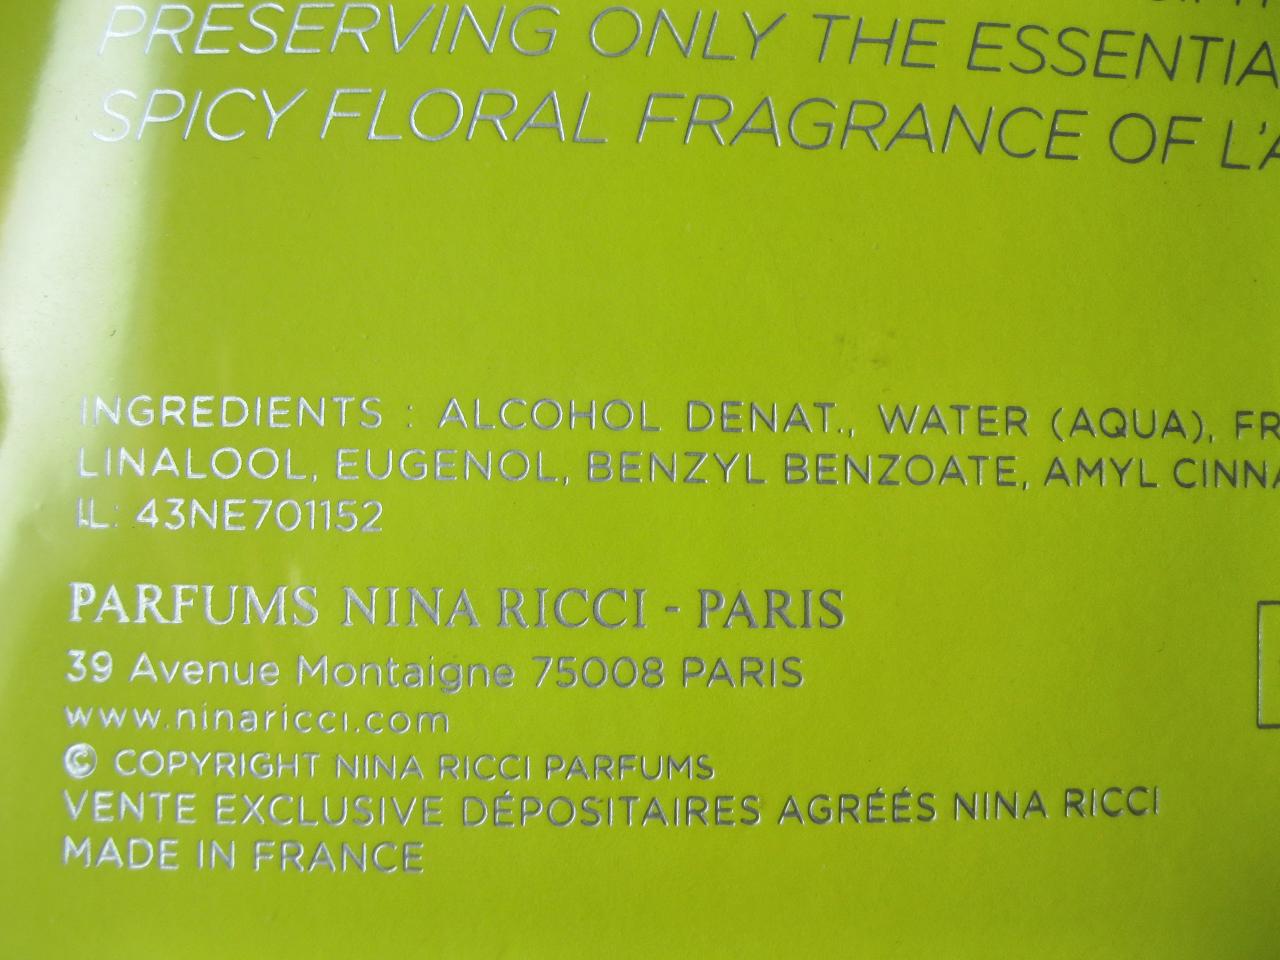 PRESERVING ONLY THE ESSENTIA
SPICY FLORAL FRAGRANCE OF L'A
INGREDIENTS : ALCOHOL DENAT., WATER (AQUA), FR
LINALOOL, EUGENOL, BENZYL BENZOATE, AMYL CINNA
IL: 43NE701152
PARFUMS NINA RICCI - PARIS
39 Avenue Montaigne 75008 PARIS
www.ninaricci.com
© COPYRIGHT NINA RICCI PARFUMS
VENTE EXCLUSIVE DÉPOSITAIRES AGRÉÉS NINA RICCI
MADE IN FRANCE